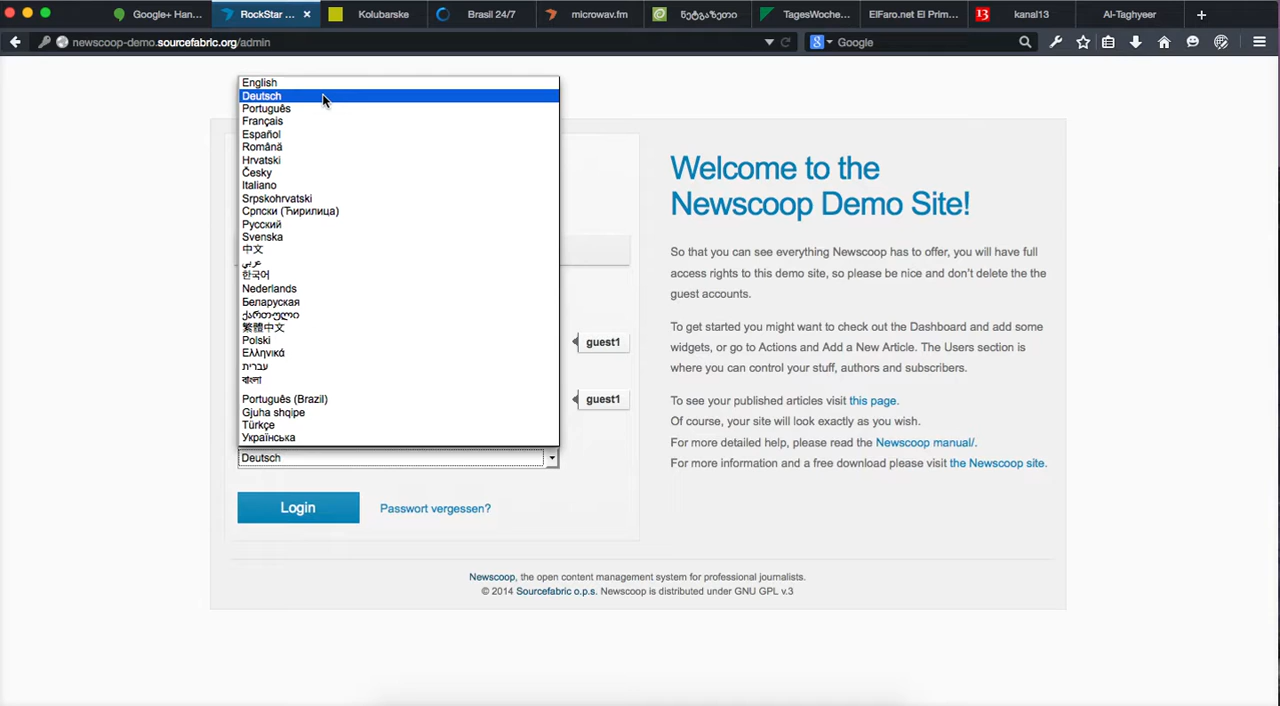 Google+ Han...
RockStar ...
Kolubarske
Brasil 24/7
microwav.fm
ნეტგაზეთი
TagesWoche...
ElFaro.net El Prim...
kanal13
Al-Taghyeer
newscoop-demo.sourcefabric.org/admin
Google
English
Deutsch
Português
Français
Español
Română
Hrvatski
Česky
Italiano
Srpskohrvatski
Српски (Ћирилица)
Русский
Svenska
中文
عربي
한국어
Nederlands
Беларуская
ქართული
繁體中文
Polski
Ελληνικά
עברית
বাংলা
Português (Brazil)
Gjuha shqipe
Türkçe
Українська
Deutsch
guest1
guest1
Login
Passwort vergessen?
Welcome to the
Newscoop Demo Site!
So that you can see everything Newscoop has to offer, you will have full
access rights to this demo site, so please be nice and don't delete the the
guest accounts.
To get started you might want to check out the Dashboard and add some
widgets, or go to Actions and Add a New Article. The Users section is
where you can control your stuff, authors and subscribers.
To see your published articles visit this page.
Of course, your site will look exactly as you wish.
For more detailed help, please read the Newscoop manual/.
For more information and a free download please visit the Newscoop site.
Newscoop, the open content management system for professional journalists.
© 2014 Sourcefabric o.p.s. Newscoop is distributed under GNU GPL v.3